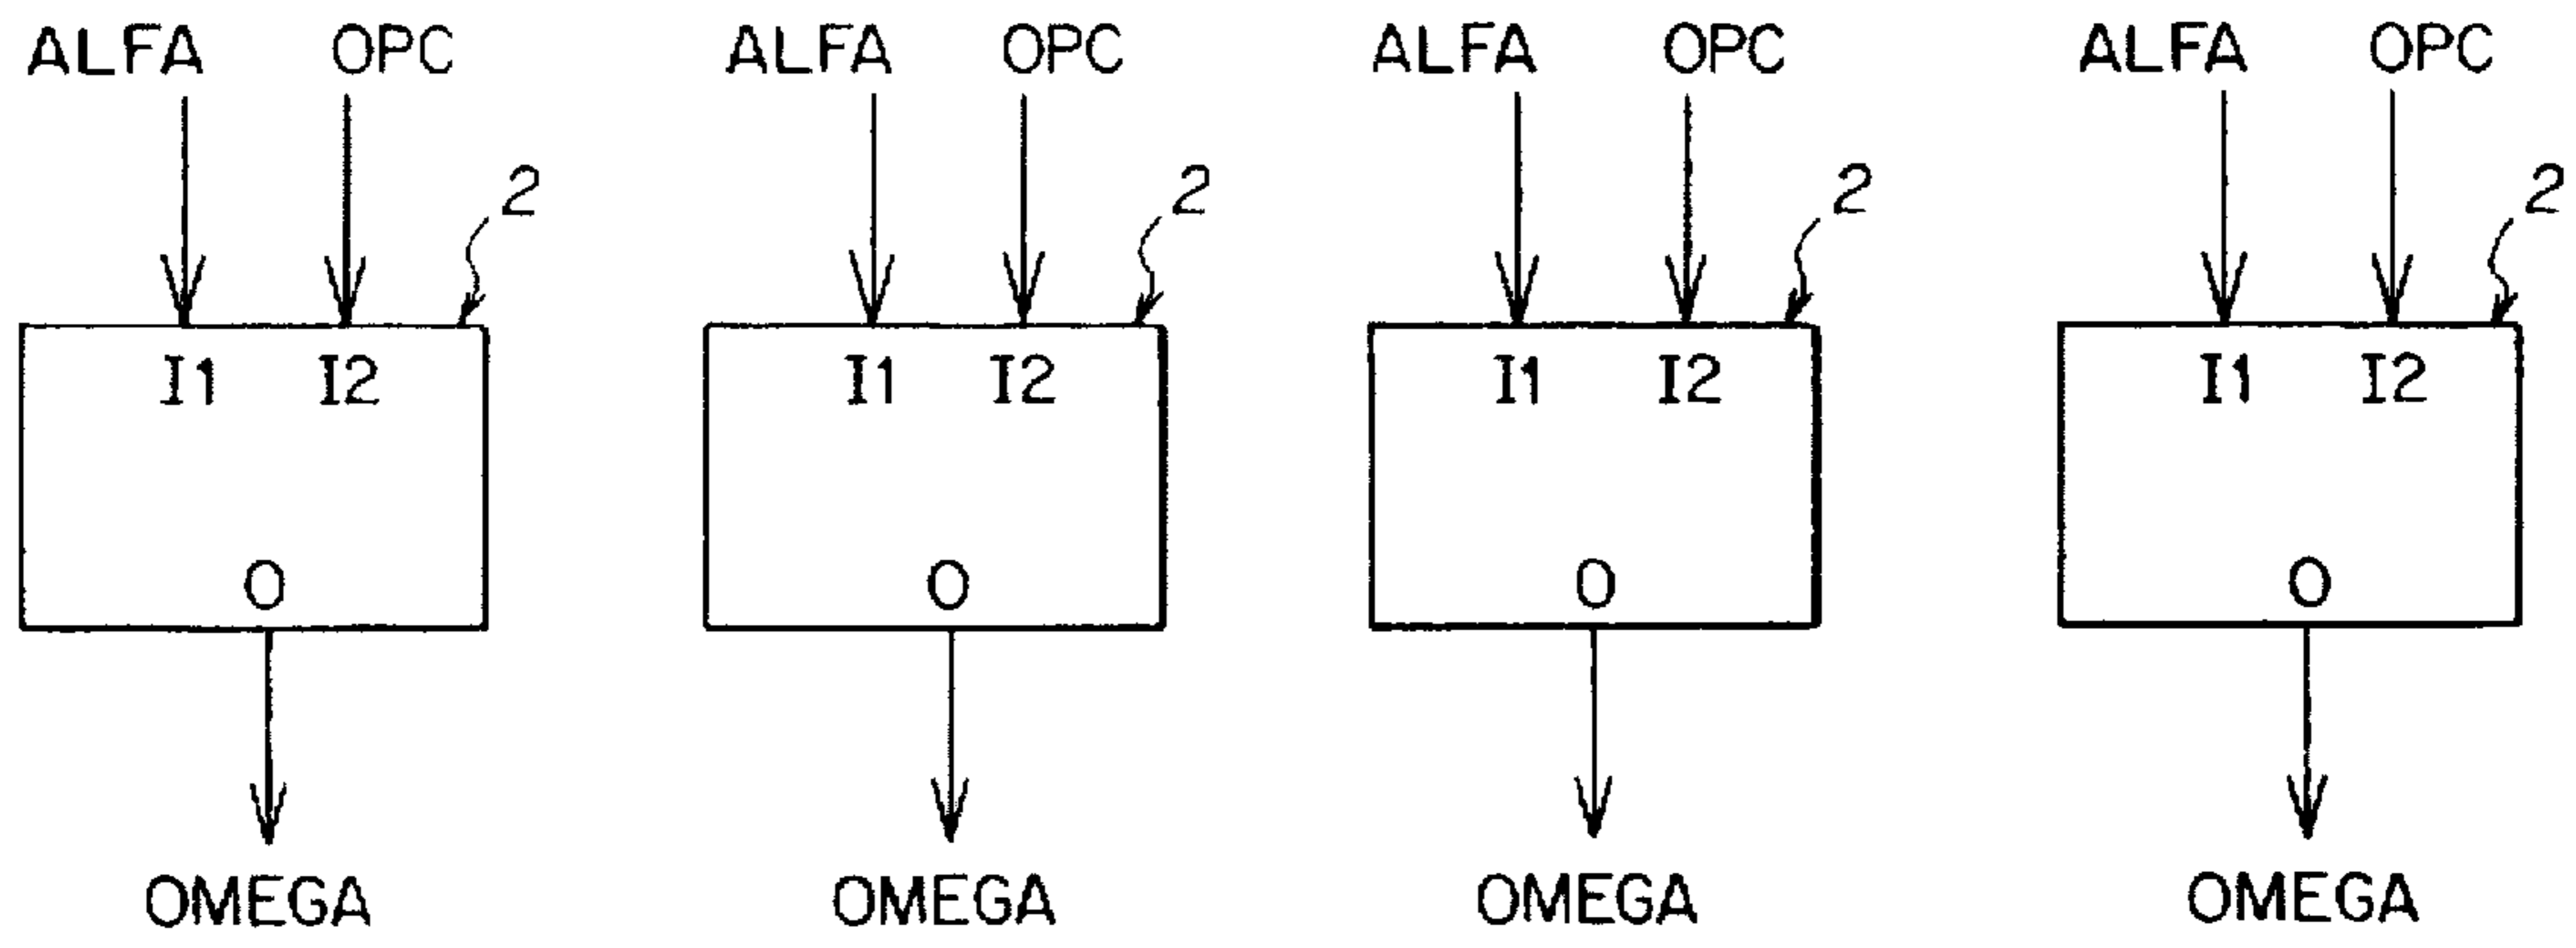 ALFA OPC ALFA OPC ALFA OPC ALFA OPC
2 2 2 2
I1 I2 I1 I2 I1 I2 I1 I2
O O O O
OMEGA OMEGA OMEGA OMEGA